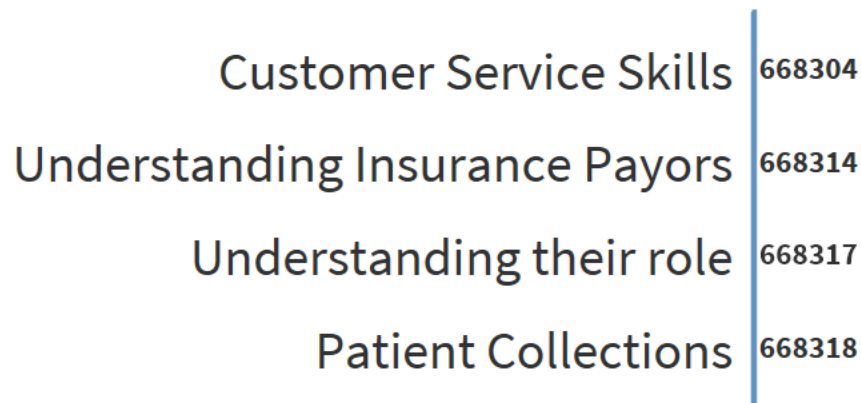 Customer Service Skills 668304
Understanding Insurance Payors 668314
Understanding their role 668317
Patient Collections 668318